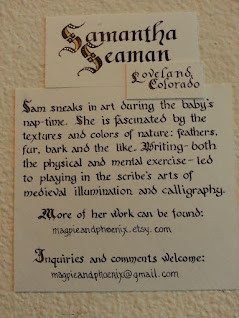 Samantha
Seaman
Loveland,
Colorado
Sam sneaks in art during the baby's
nap-time. She is fascinated by the
textures and colors of nature: feathers,
fur, bark and the like. Writing-both
the physical and mental exercise-led
to playing in the scribe's arts of
medieval illumination and calligraphy.
More of her work can be found:
magpieandphoenix.etsy.com
Inquiries and comments welcome:
magpieandphoenix@gmail.com